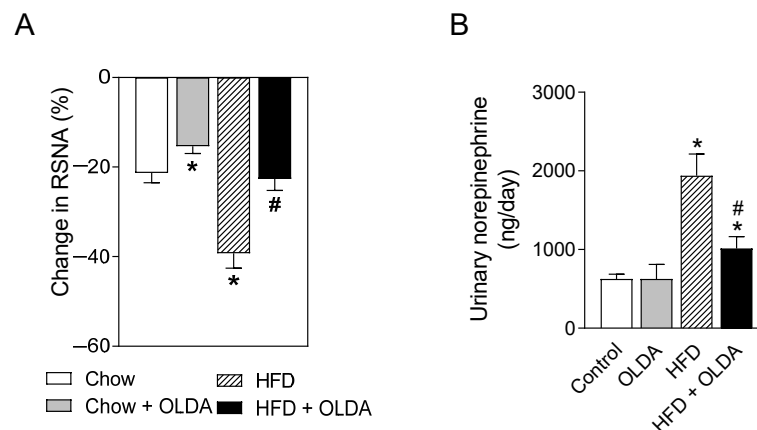 A
Change in RSNA (%)
0
–20
–40
–60
*
*
#
Chow
HFD
Chow + OLDA
HFD + OLDA
B
Urinary norepinephrine
(ng/day)
3000
2000
1000
0
*
#
*
Control
OLDA
HFD
HFD + OLDA